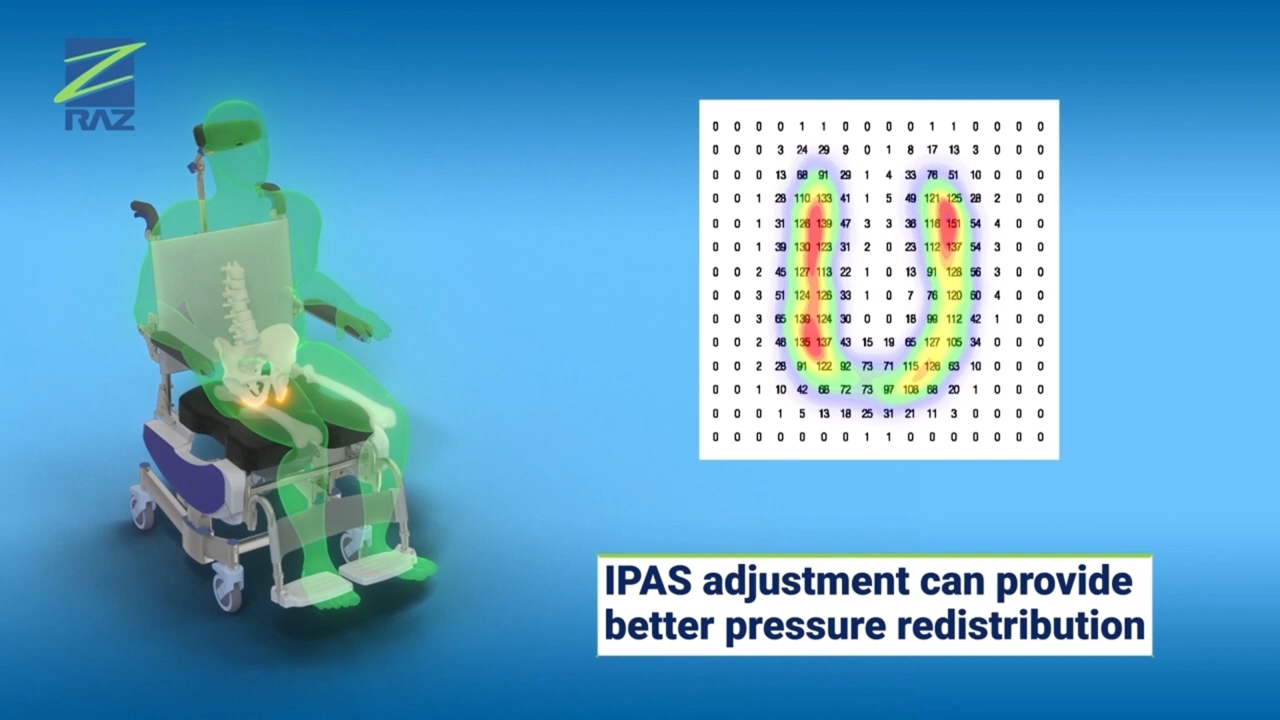 RAZ
0 0 0 0 1 1 0 0 0 0 1 1 0 0 0 0
0 0 0 3 24 29 9 0 1 8 17 13 3 0 0 0
0 0 0 13 68 91 29 1 4 33 76 51 10 0 0 0
0 0 1 28 110 133 41 1 5 49 121 125 28 2 0 0
0 0 1 31 126 139 47 3 3 36 116 151 54 4 0 0
0 0 1 39 130 123 31 2 0 23 112 137 54 3 0 0
0 0 2 45 127 113 22 1 0 13 91 128 56 3 0 0
0 0 3 51 124 126 33 1 0 7 76 120 60 4 0 0
0 0 3 65 139 124 30 0 0 18 99 112 42 1 0 0
0 0 2 46 135 137 43 15 19 65 127 105 34 0 0 0
0 0 2 28 91 122 92 73 71 115 126 63 10 0 0 0
0 0 1 10 42 66 72 73 97 108 68 20 1 0 0 0
0 0 0 1 5 13 18 25 31 21 11 3 0 0 0 0
0 0 0 0 0 0 0 1 1 0 0 0 0 0 0 0
IPAS adjustment can provide
better pressure redistribution